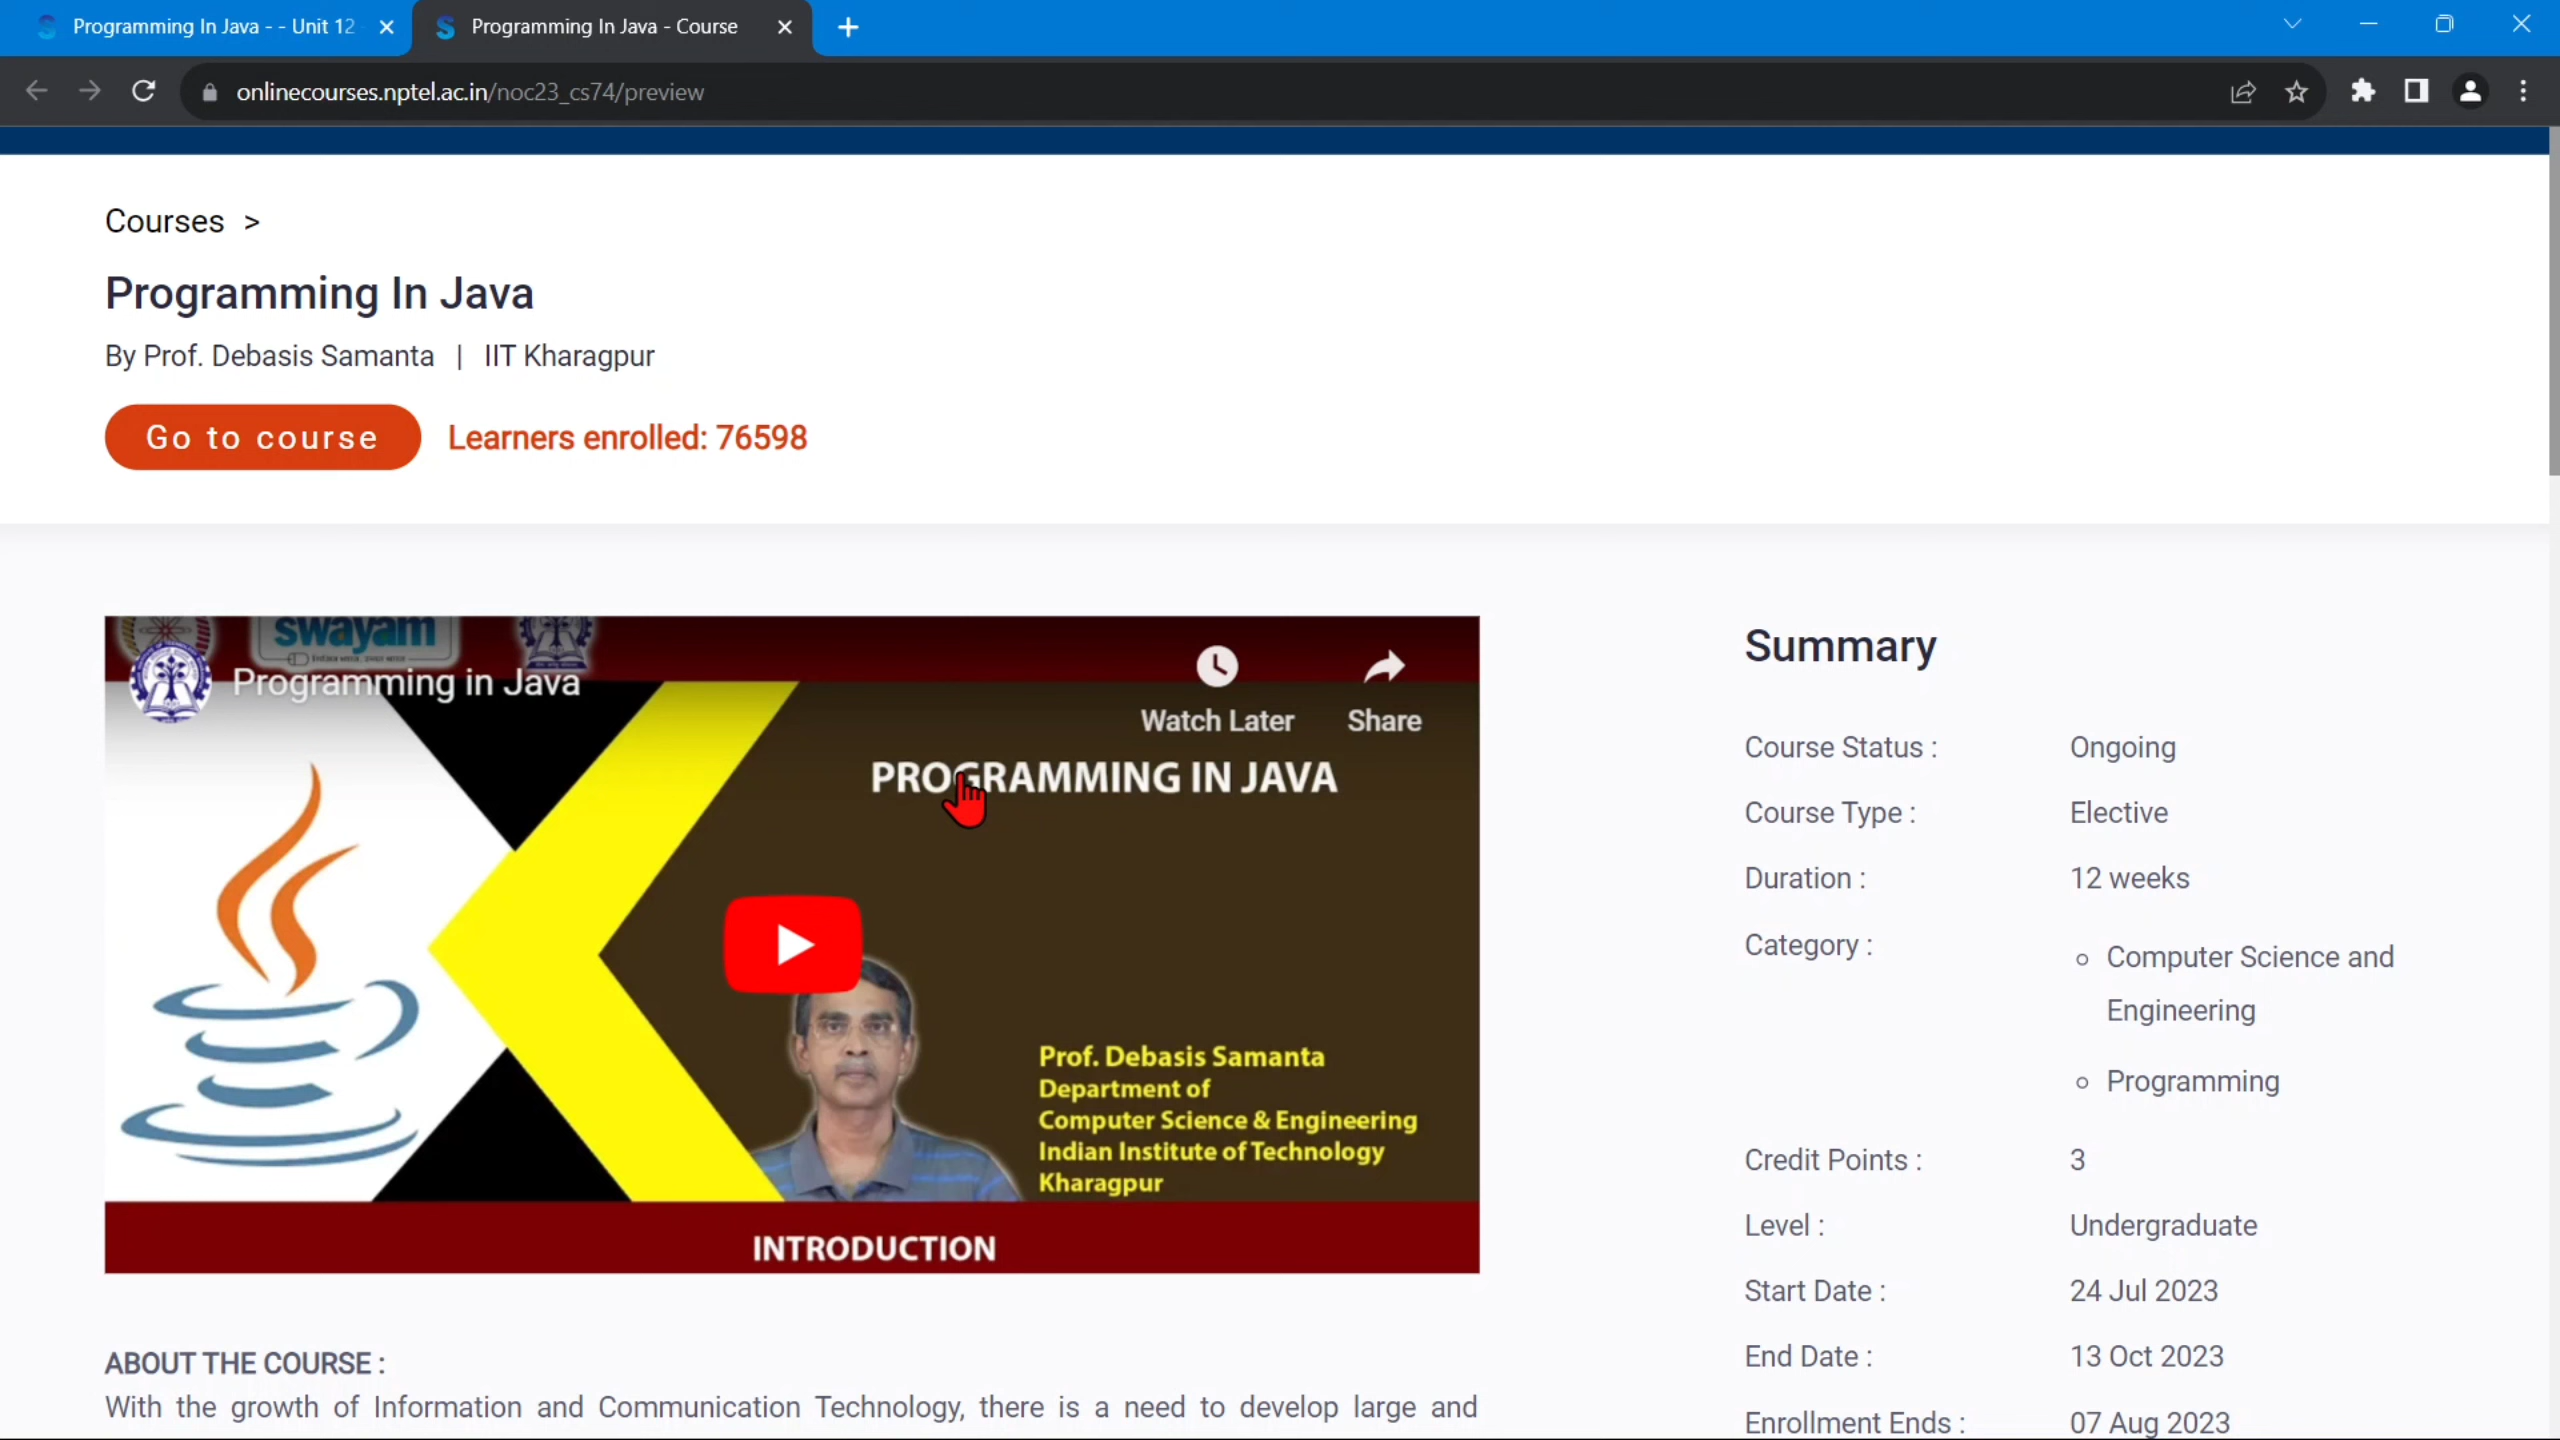 Programming In Java - - Unit 12
Programming In Java - Course
onlinecourses.nptel.ac.in/noc23_cs74/preview
Courses >
Programming In Java
By Prof. Debasis Samanta | IIT Kharagpur
Go to course
Learners enrolled: 76598
swayam
Programming in Java
Watch Later
Share
PROGRAMMING IN JAVA
Prof. Debasis Samanta
Department of
Computer Science & Engineering
Indian Institute of Technology
Kharagpur
INTRODUCTION
ABOUT THE COURSE :
With the growth of Information and Communication Technology, there is a need to develop large and
Summary
Course Status : Ongoing
Course Type : Elective
Duration : 12 weeks
Category : Computer Science and
Engineering
Programming
Credit Points : 3
Level : Undergraduate
Start Date : 24 Jul 2023
End Date : 13 Oct 2023
Enrollment Ends : 07 Aug 2023